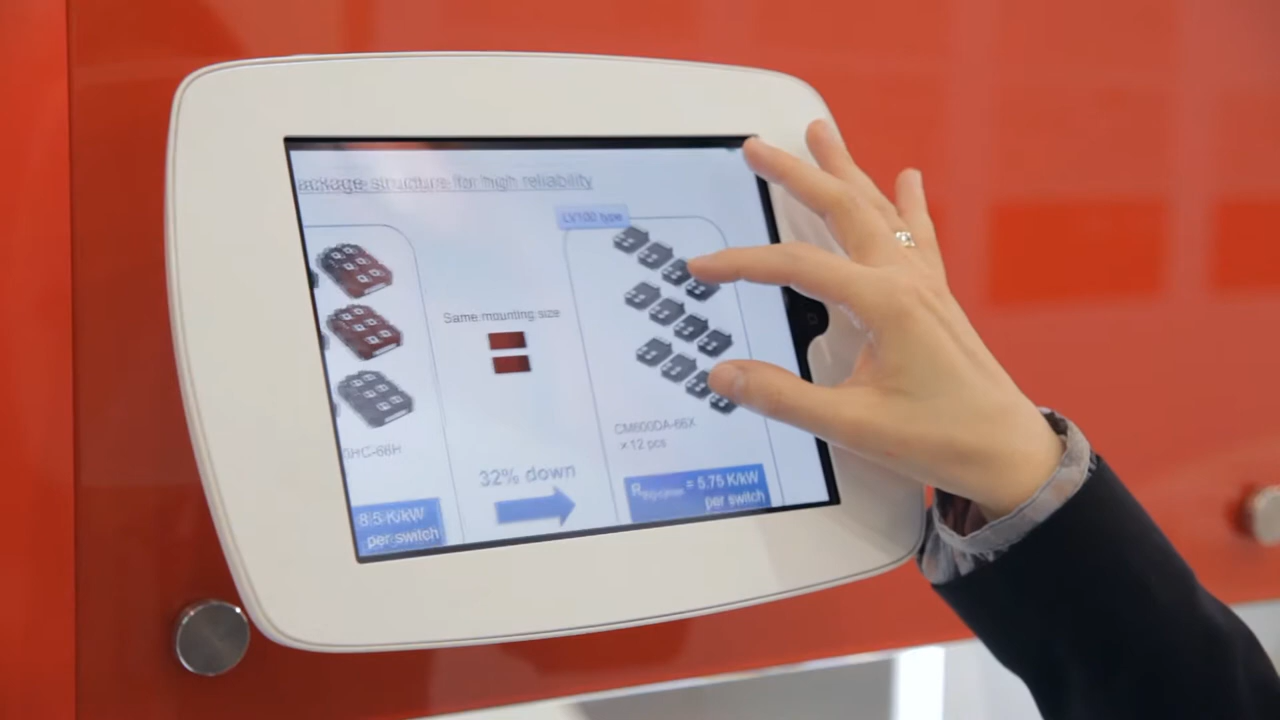 ackage structure for high reliability
LV100 type
Same mounting size
0HC-66H
CM600DA-66X
x 12 pcs
32% down
8.5 K/kW
per switch
= 5.75 K/kW
per switch